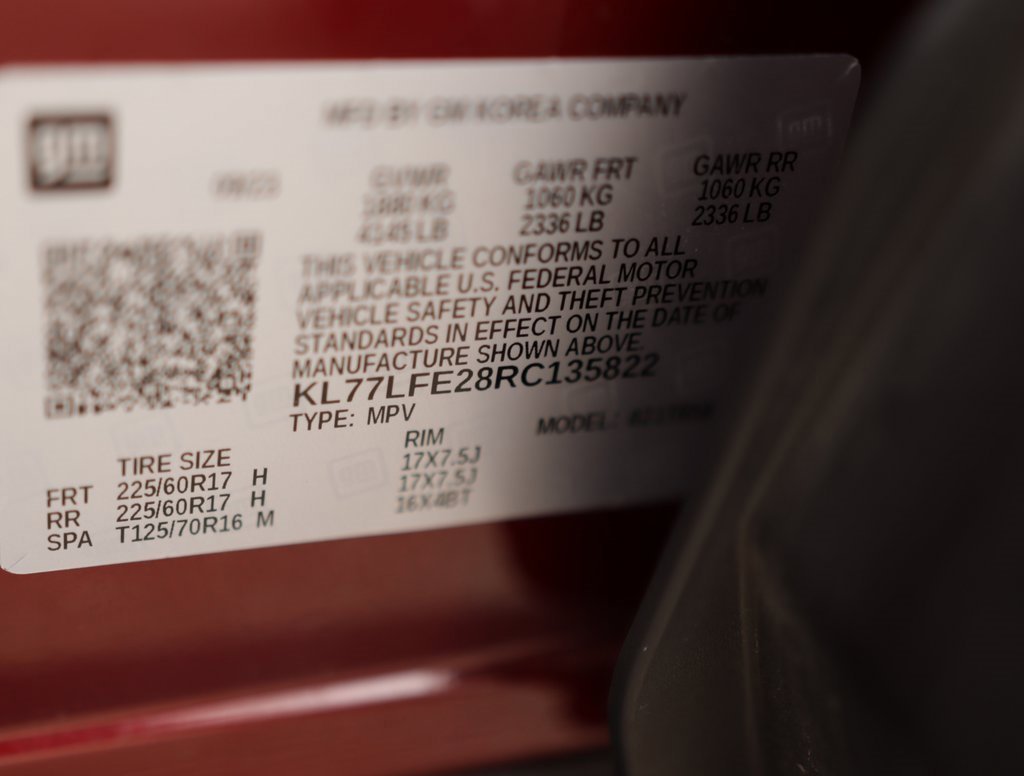 gm
MFD BY GM KOREA COMPANY
GVWR GAWR FRT GAWR RR
1060 KG 1060 KG
4145 LB 2336 LB 2336 LB
THIS VEHICLE CONFORMS TO ALL
APPLICABLE U.S. FEDERAL MOTOR
VEHICLE SAFETY AND THEFT PREVENTION
STANDARDS IN EFFECT ON THE DATE OF
MANUFACTURE SHOWN ABOVE.
KL77LFE28RC135822
TYPE: MPV MODEL:
TIRE SIZE RIM
FRT 225/60R17 H 17X7.5J
RR 225/60R17 H 17X7.5J
SPA T125/70R16 M 16X4BT